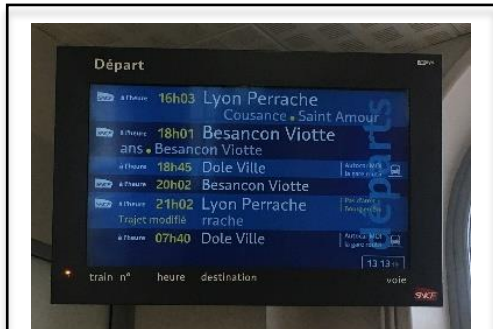 Départ
à l'heure 16h03 Lyon Perrache
Cousance • Saint Amour
à l'heure 18h01 Besancon Viotte
ans • Besancon Viotte
à l'heure 18h45 Dole Ville
à l'heure 20h02 Besancon Viotte
à l'heure 21h02 Lyon Perrache
Trajet modifié rrache
à l'heure 07h40 Dole Ville
départs
13 13
train n° heure destination voie
SNCF